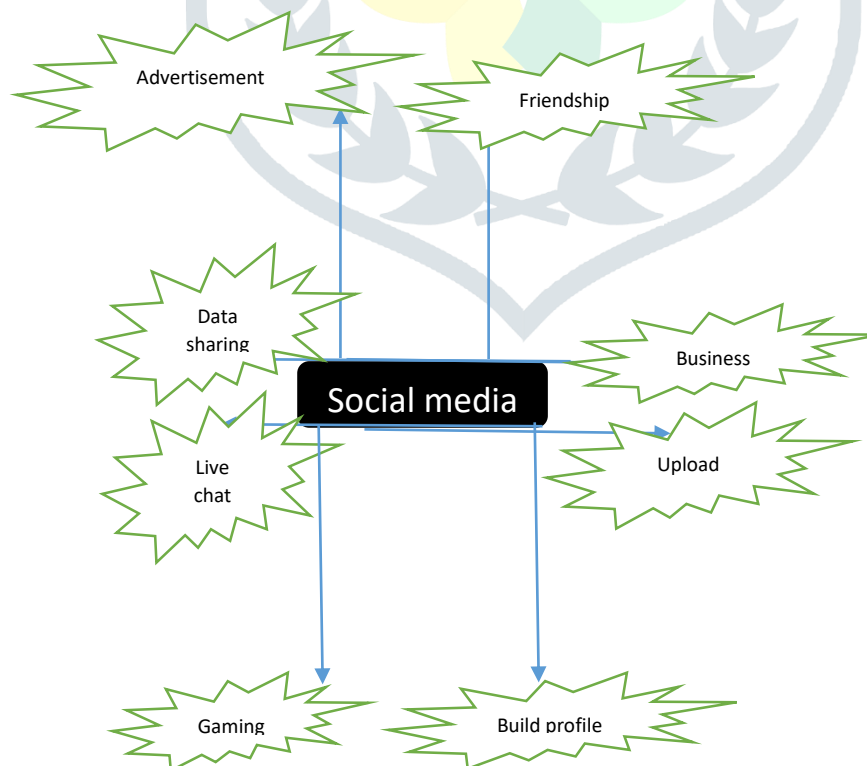 Advertisement
Friendship
Data
sharing
Business
Social media
Live
chat
Upload
Gaming
Build profile